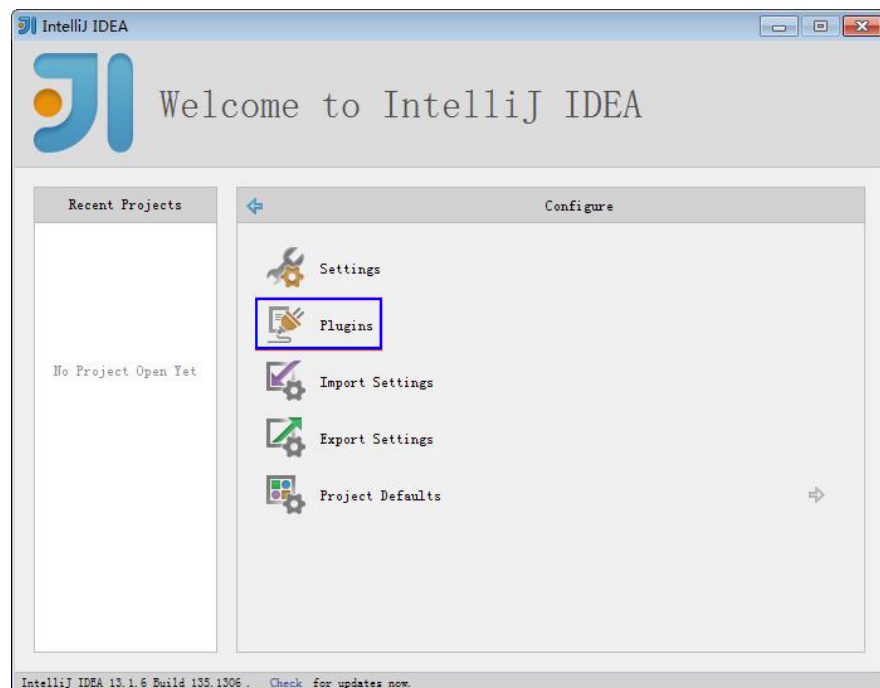 IntelliJ IDEA
Welcome to IntelliJ IDEA
Recent Projects
Configure
Settings
Plugins
No Project Open Yet
Import Settings
Export Settings
Project Defaults
IntelliJ IDEA 13.1.6 Build 135.1306 . Check for updates now.